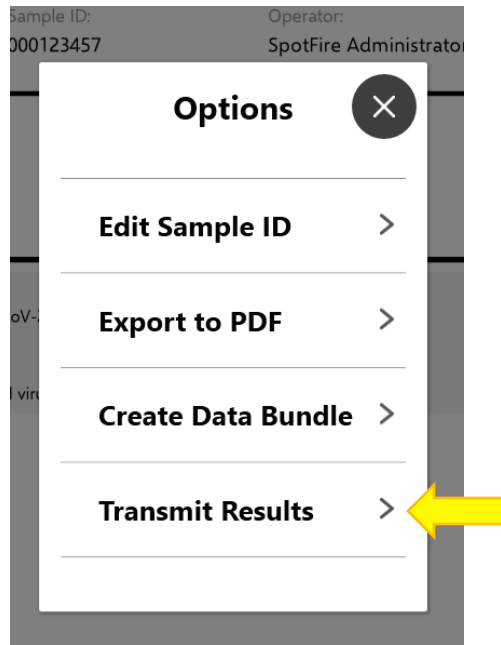 Sample ID:
Operator:
000123457
SpotFire Administrator
Options
Edit Sample ID
Export to PDF
Create Data Bundle
Transmit Results